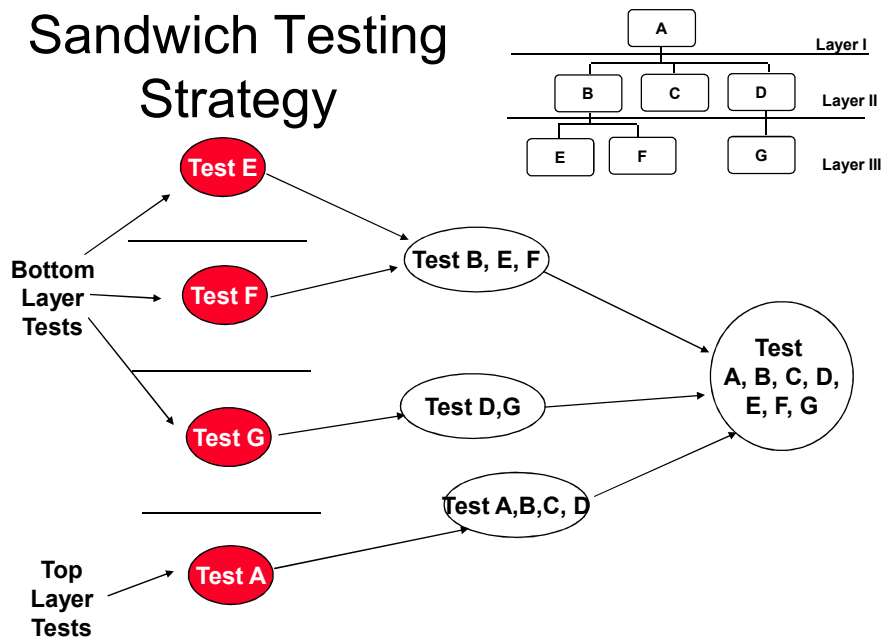 Sandwich Testing
Strategy
A
Layer I
B
C
D
Layer II
E
F
G
Layer III
Test E
Bottom
Layer
Tests
Test F
Test B, E, F
Test
A, B, C, D,
E, F, G
Test G
Test D,G
Test A,B,C, D
Top
Layer
Tests
Test A